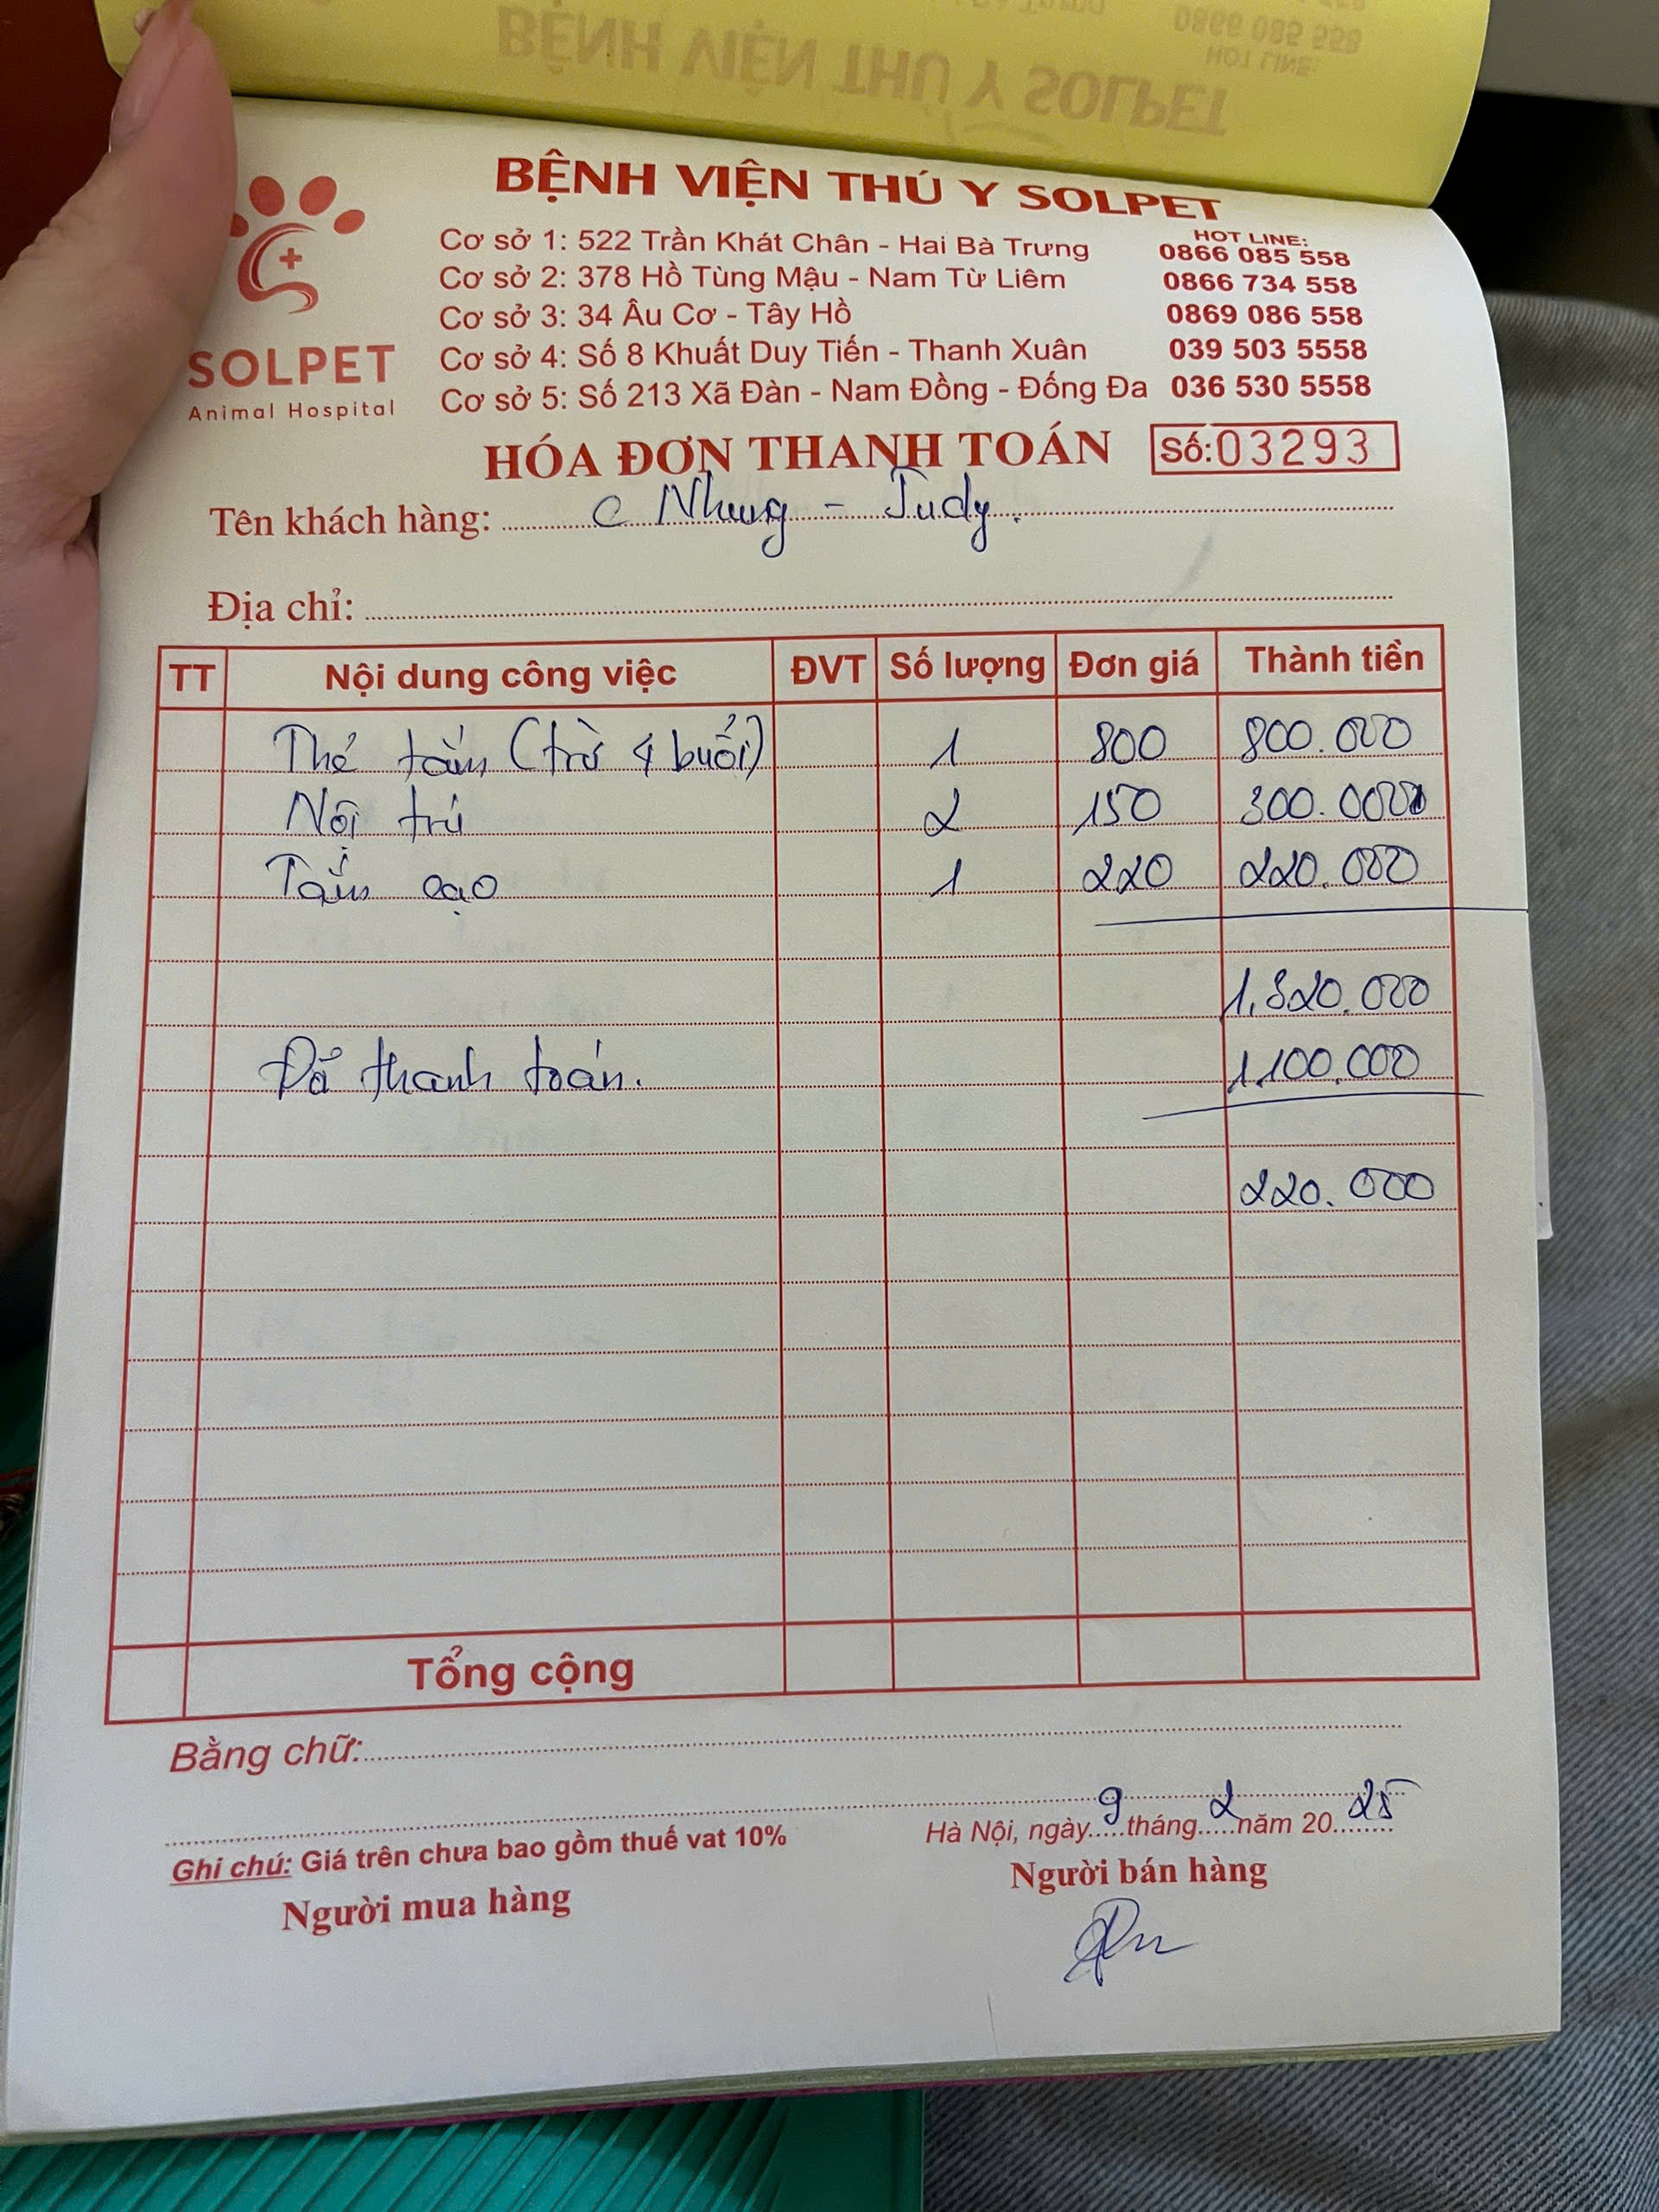 BỆNH VIỆN THÚ Y SOLPET
HOT LINE:
0866 085 558
BỆNH VIỆN THÚ Y SOLPET
HOT LINE:
Cơ sở 1: 522 Trần Khát Chân - Hai Bà Trưng 0866 085 558
Cơ sở 2: 378 Hồ Tùng Mậu - Nam Từ Liêm 0866 734 558
Cơ sở 3: 34 Âu Cơ - Tây Hồ 0869 086 558
Cơ sở 4: Số 8 Khuất Duy Tiến - Thanh Xuân 039 503 5558
Cơ sở 5: Số 213 Xã Đàn - Nam Đồng - Đống Đa 036 530 5558
SOLPET
Animal Hospital
HÓA ĐƠN THANH TOÁN Số: 03293
Tên khách hàng: C Nhung - Judy.
Địa chỉ:
TT Nội dung công việc ĐVT Số lượng Đơn giá Thành tiền
Thẻ tắm (trừ 4 buổi) 1 800 800.000
Nội trú 2 150 300.000
Tắm cạo 1 220 220.000
1.320.000
Đã thanh toán. 1.100.000
220.000
Tổng cộng
Bằng chữ:
Ghi chú: Giá trên chưa bao gồm thuế vat 10%
Hà Nội, ngày 9 tháng 2 năm 20 25
Người mua hàng Người bán hàng